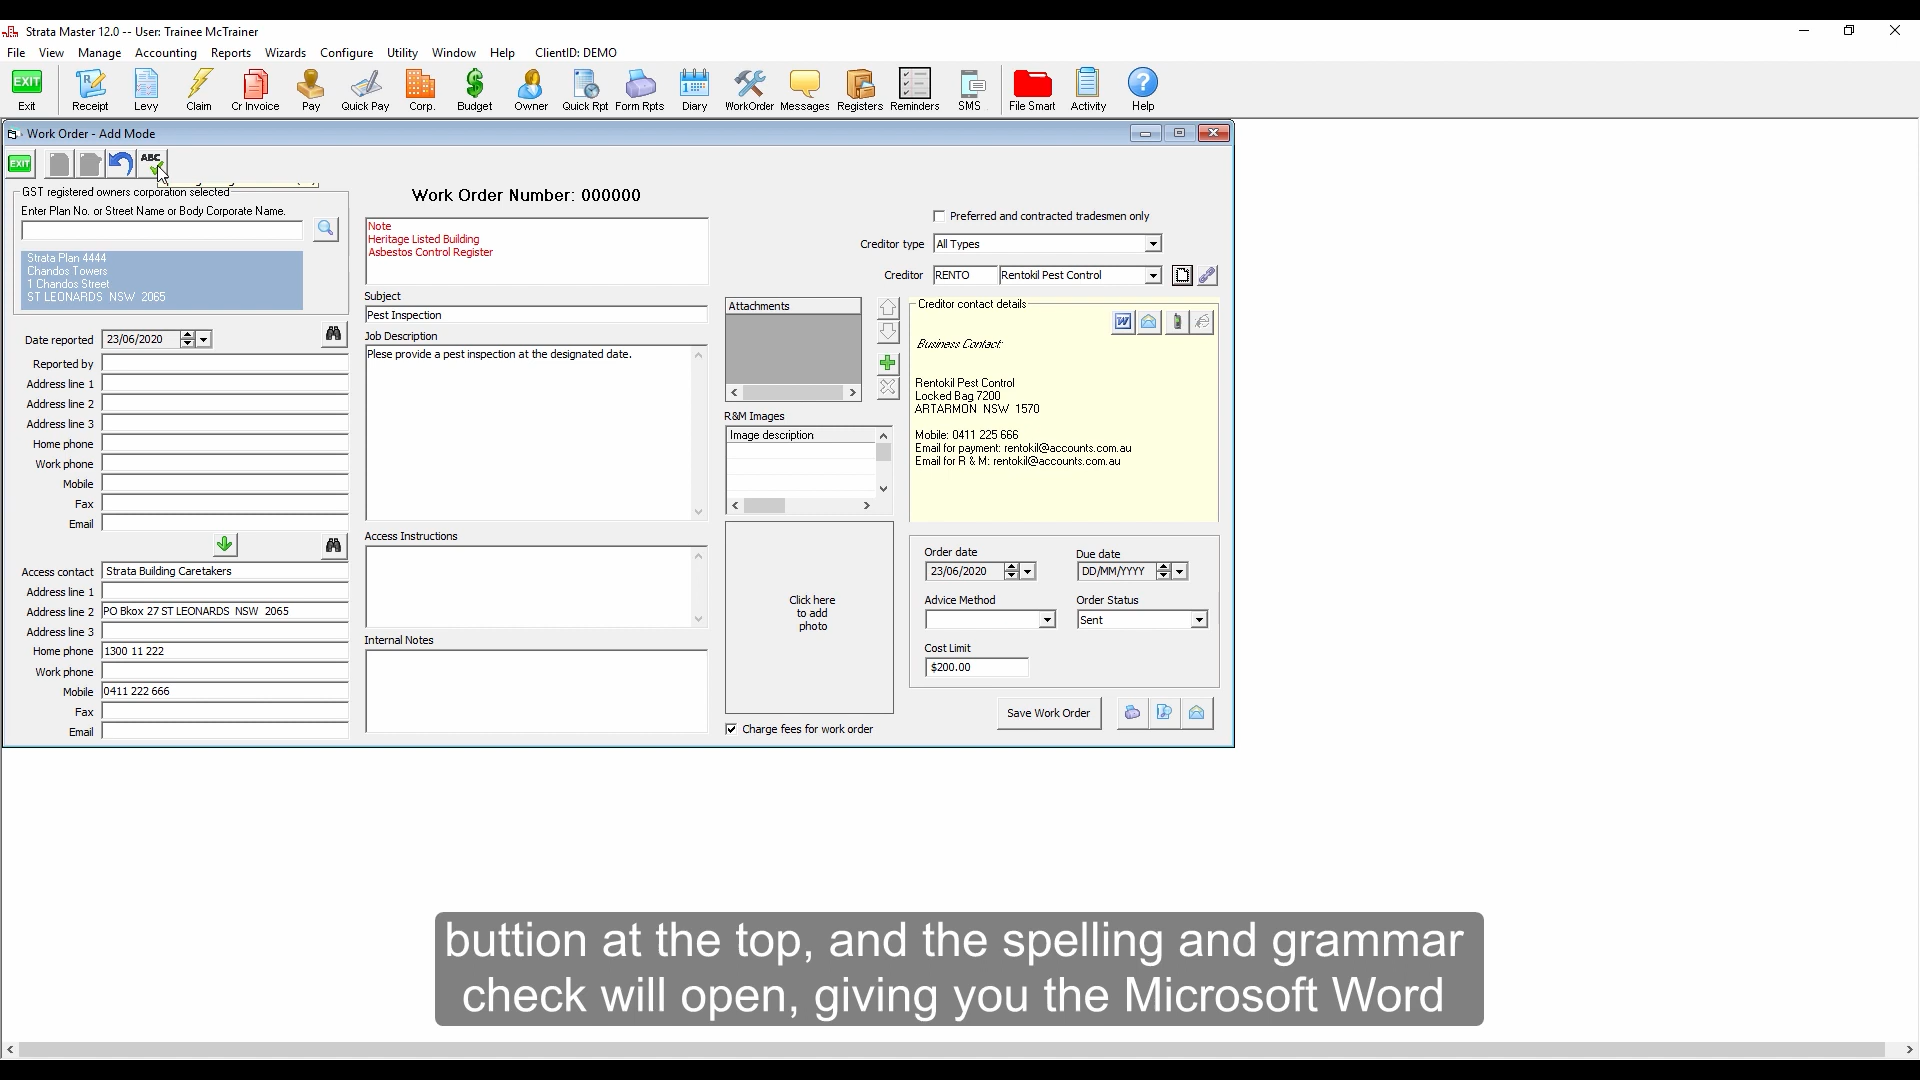 Strata Master 12.0 -- User: Trainee McTrainer
File View Manage Accounting Reports Wizards Configure Utility Window Help ClientID: DEMO
EXIT
Exit Receipt Levy Claim Cr Invoice Pay Quick Pay Corp. Budget Owner Quick Rpt Form Rpts Diary WorkOrder Messages Registers Reminders SMS File Smart Activity Help
Work Order - Add Mode
EXIT ABC
GST registered owners corporation selected
Enter Plan No. or Street Name or Body Corporate Name.
Strata Plan 4444
Chandos Towers
1 Chandos Street
ST LEONARDS NSW 2065
Date reported 23/06/2020
Reported by
Address line 1
Address line 2
Address line 3
Home phone
Work phone
Mobile
Fax
Email
Access contact Strata Building Caretakers
Address line 1
Address line 2 PO Bkox 27 ST LEONARDS NSW 2065
Address line 3
Home phone 1300 11 222
Work phone
Mobile 0411 222 666
Fax
Email
Work Order Number: 000000
Note
Heritage Listed Building
Asbestos Control Register
Subject
Pest Inspection
Job Description
Plese provide a pest inspection at the designated date.
Access Instructions
Internal Notes
Attachments
R&M Images
Image description
Click here
to add
photo
Charge fees for work order
Preferred and contracted tradesmen only
Creditor type All Types
Creditor RENTO Rentokil Pest Control
Creditor contact details
Business Contact:
Rentokil Pest Control
Locked Bag 7200
ARTARMON NSW 1570
Mobile: 0411 225 666
Email for payment: rentokil@accounts.com.au
Email for R & M: rentokil@accounts.com.au
Order date Due date
23/06/2020 DD/MM/YYYY
Advice Method Order Status
Sent
Cost Limit
$200.00
Save Work Order
buttion at the top, and the spelling and grammar
check will open, giving you the Microsoft Word